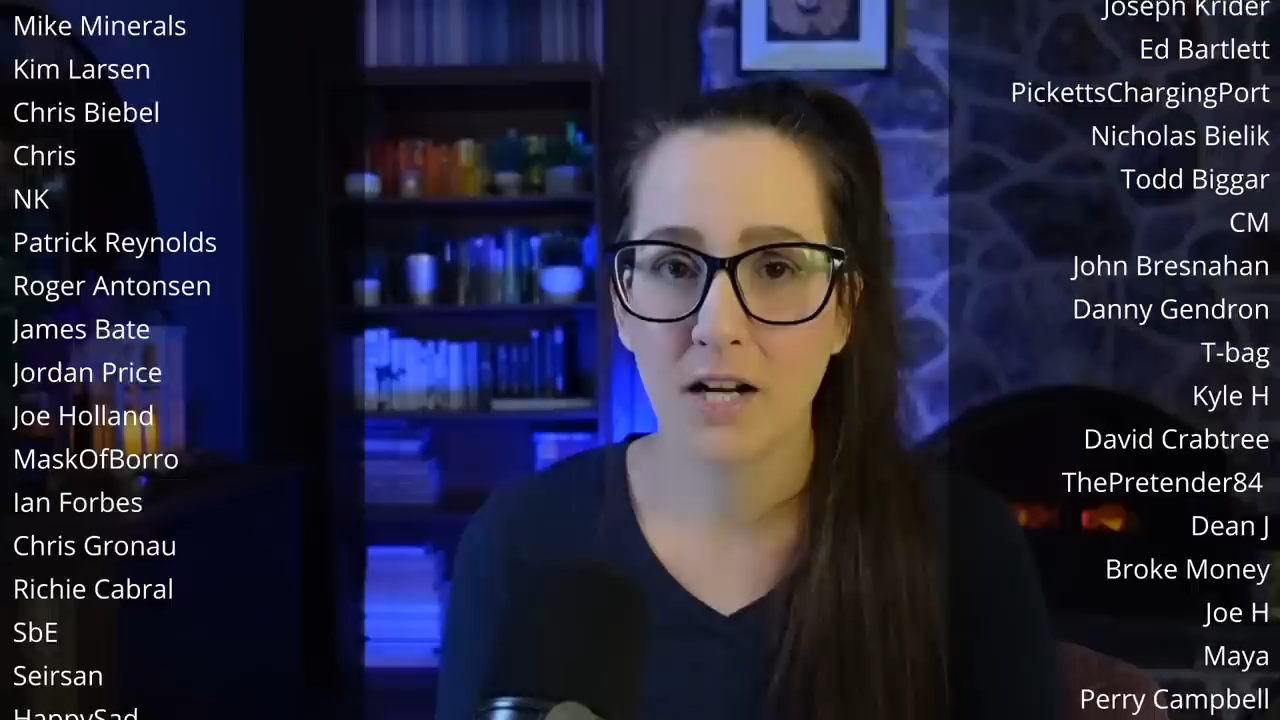 Mike Minerals
Kim Larsen
Chris Biebel
Chris
NK
Patrick Reynolds
Roger Antonsen
James Bate
Jordan Price
Joe Holland
MaskOfBorro
Ian Forbes
Chris Gronau
Richie Cabral
SbE
Seirsan
HappySad
Joseph Krider
Ed Bartlett
PickettsChargingPort
Nicholas Bielik
Todd Biggar
CM
John Bresnahan
Danny Gendron
T-bag
Kyle H
David Crabtree
ThePretender84
Dean J
Broke Money
Joe H
Maya
Perry Campbell